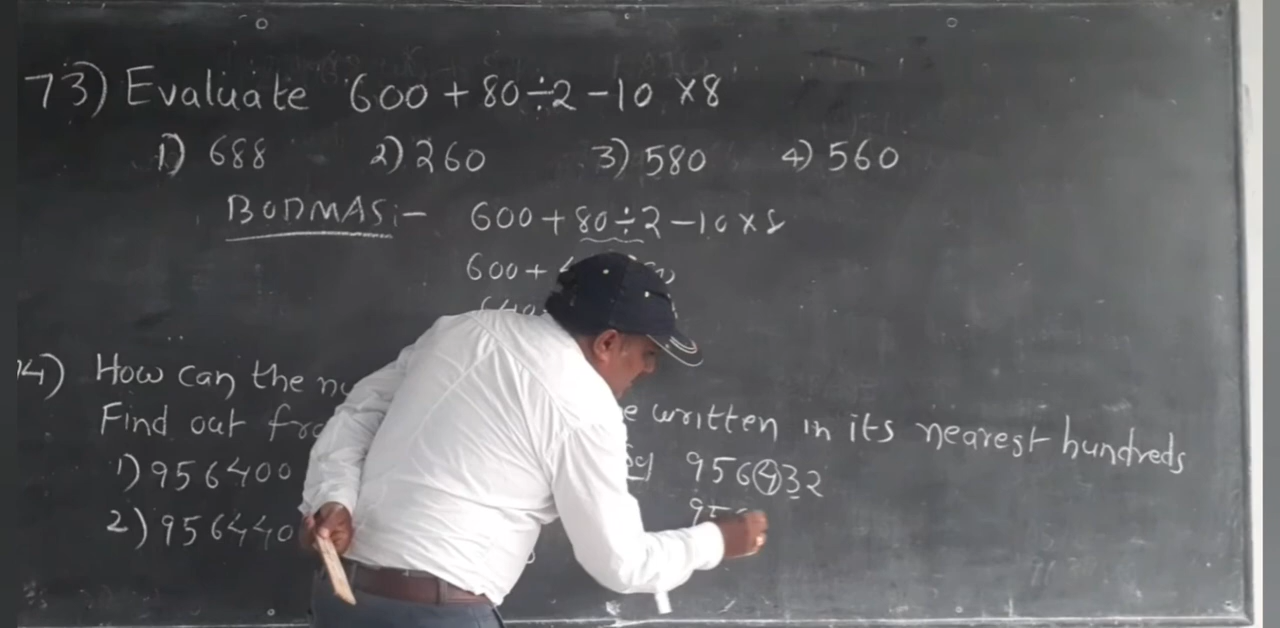 73) Evaluate 600 + 80÷2 -10 ×8
1) 688 2) 260 3) 580 4) 560
BODMAS:- 600 + 80÷2 -10 ×8
600 +
640
4) How can the
Find out written in its nearest hundreds
1) 956400 956432
2) 956440 95